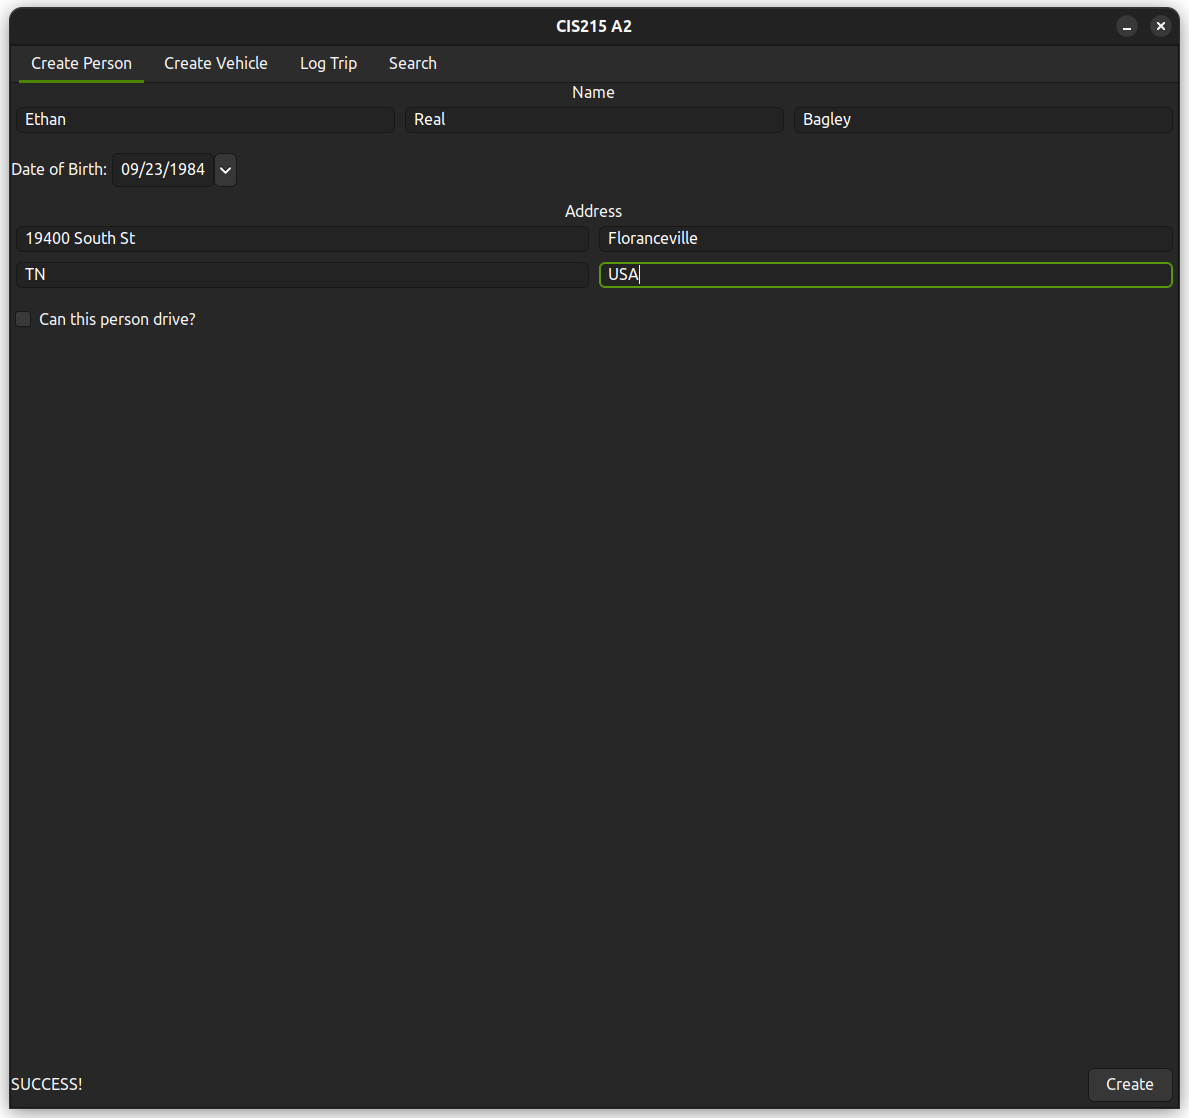 CIS215 A2
Create Person Create Vehicle Log Trip Search
Name
Ethan Real Bagley
Date of Birth: 09/23/1984
Address
19400 South St Floranceville
TN USA
Can this person drive?
SUCCESS! Create